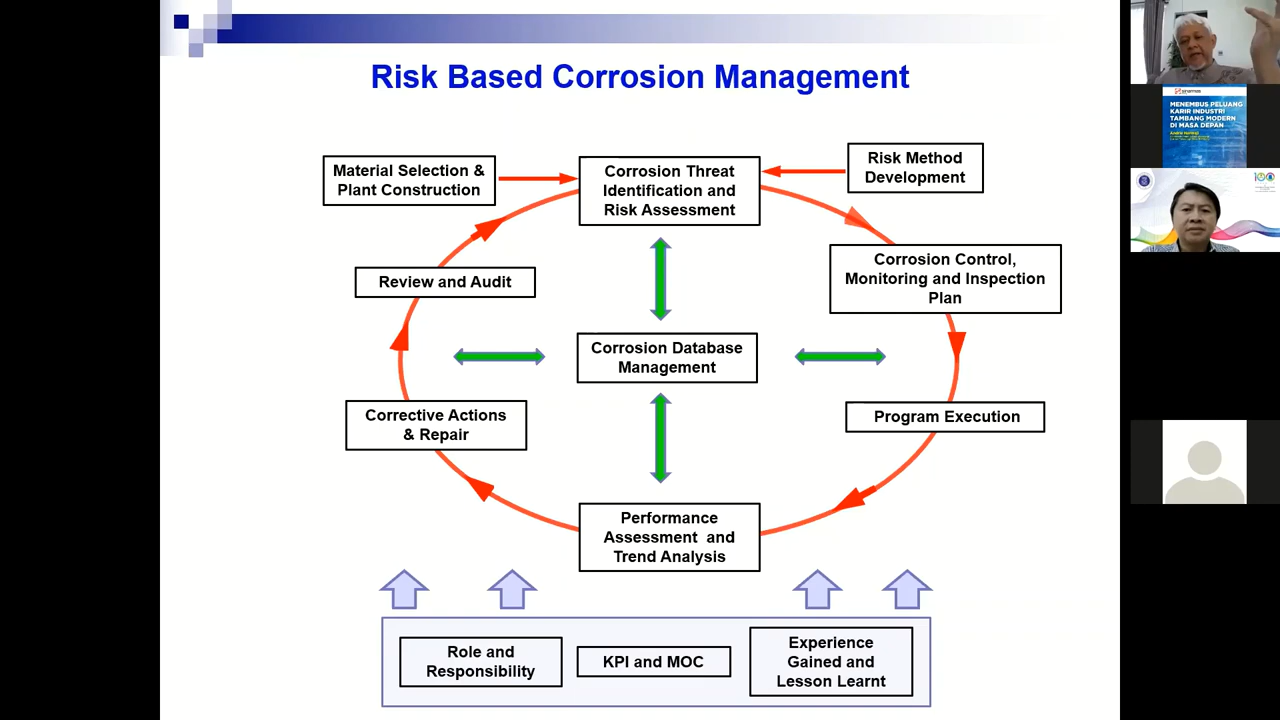 Risk Based Corrosion Management
Material Selection &
Plant Construction
Corrosion Threat
Identification and
Risk Assessment
Risk Method
Development
Review and Audit
Corrosion Control,
Monitoring and Inspection
Plan
Corrosion Database
Management
Corrective Actions
& Repair
Program Execution
Performance
Assessment and
Trend Analysis
Role and
Responsibility
KPI and MOC
Experience
Gained and
Lesson Learnt
MENEMBUS PELUANG
KARIR INDUSTRI
TAMBANG MODERN
DI MASA DEPAN